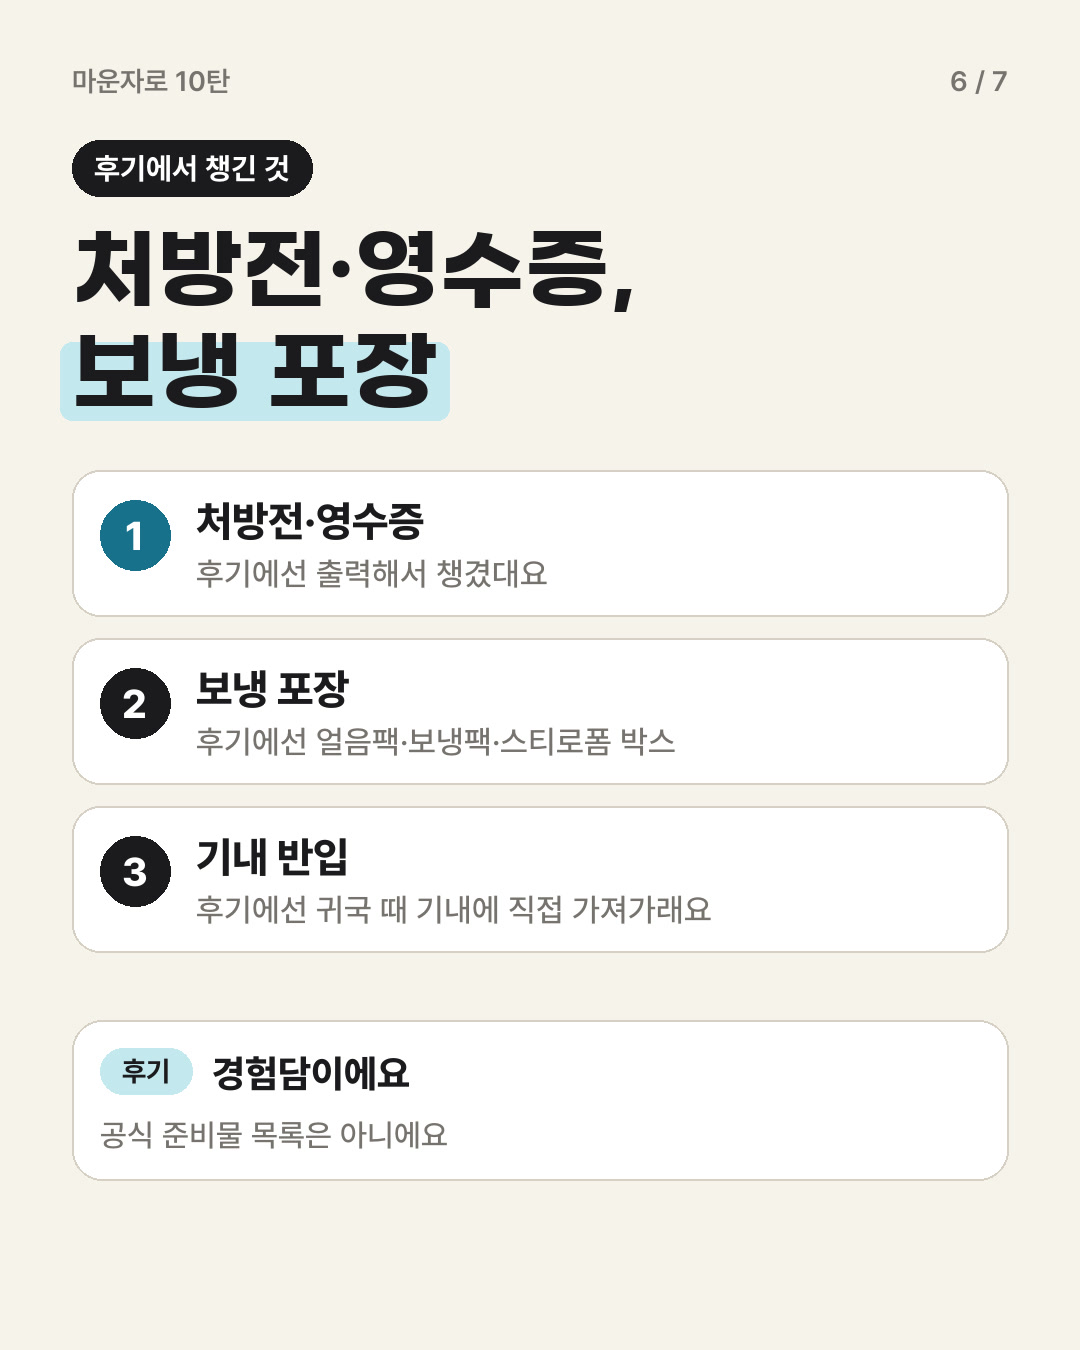 마운자로 10탄
6 / 7
후기에서 챙긴 것
처방전·영수증,
보냉 포장
1
처방전·영수증
후기에선 출력해서 챙겼대요
2
보냉 포장
후기에선 얼음팩·보냉팩·스티로폼 박스
3
기내 반입
후기에선 귀국 때 기내에 직접 가져가래요
후기
경험담이에요
공식 준비물 목록은 아니에요